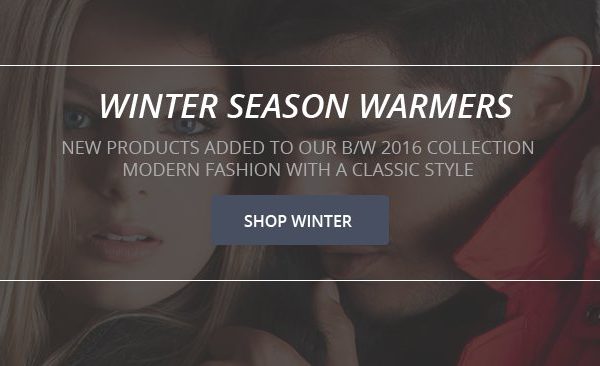 WINTER SEASON WARMERS
NEW PRODUCTS ADDED TO OUR B/W 2016 COLLECTION
MODERN FASHION WITH A CLASSIC STYLE
SHOP WINTER